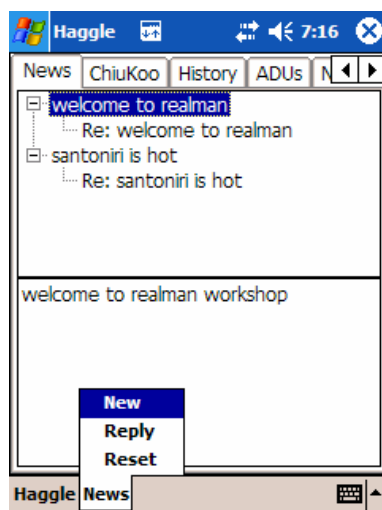 Haggle 7:16
News ChiuKoo History ADUs N
welcome to realman
Re: welcome to realman
santoniri is hot
Re: santoniri is hot
welcome to realman workshop
New
Reply
Reset
Haggle News